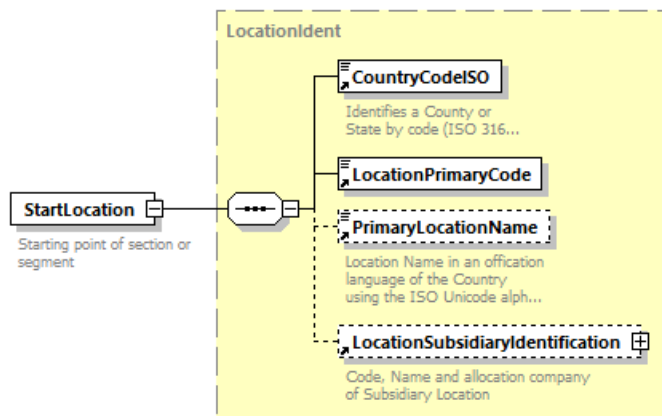 LocationIdent
CountryCodeISO
Identifies a County or
State by code (ISO 316...
LocationPrimaryCode
StartLocation
Starting point of section or
segment
PrimaryLocationName
Location Name in an offication
language of the Country
using the ISO Unicode alph...
LocationSubsidiaryIdentification
Code, Name and allocation company
of Subsidiary Location